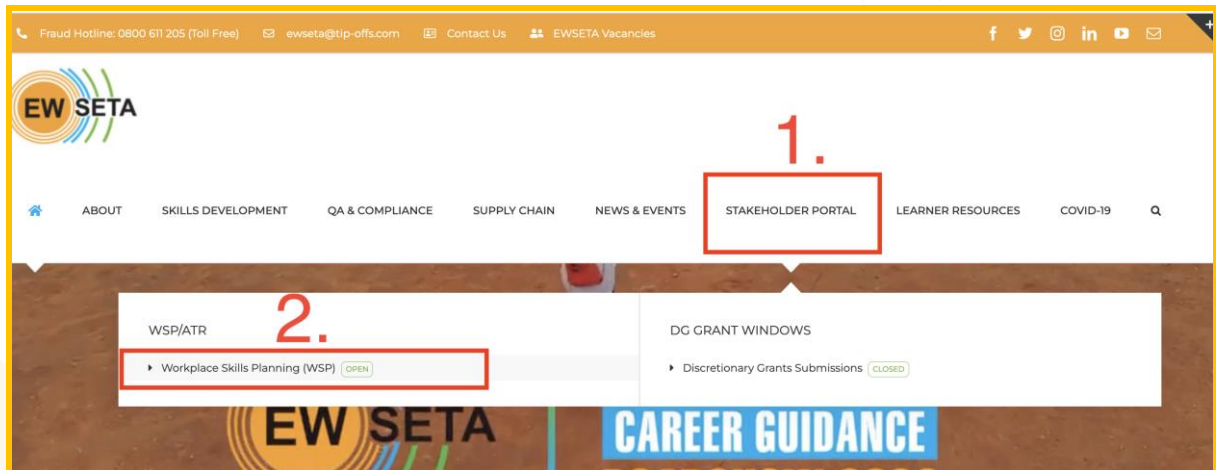 Fraud Hotline: 0800 611 205 (Toll Free) ewseta@tip-offs.com Contact Us EWSETA Vacancies
EW SETA
1.
ABOUT SKILLS DEVELOPMENT QA & COMPLIANCE SUPPLY CHAIN NEWS & EVENTS STAKEHOLDER PORTAL LEARNER RESOURCES COVID-19
2.
WSP/ATR DG GRANT WINDOWS
Workplace Skills Planning (WSP) OPEN Discretionary Grants Submissions CLOSED
EW SETA CAREER GUIDANCE